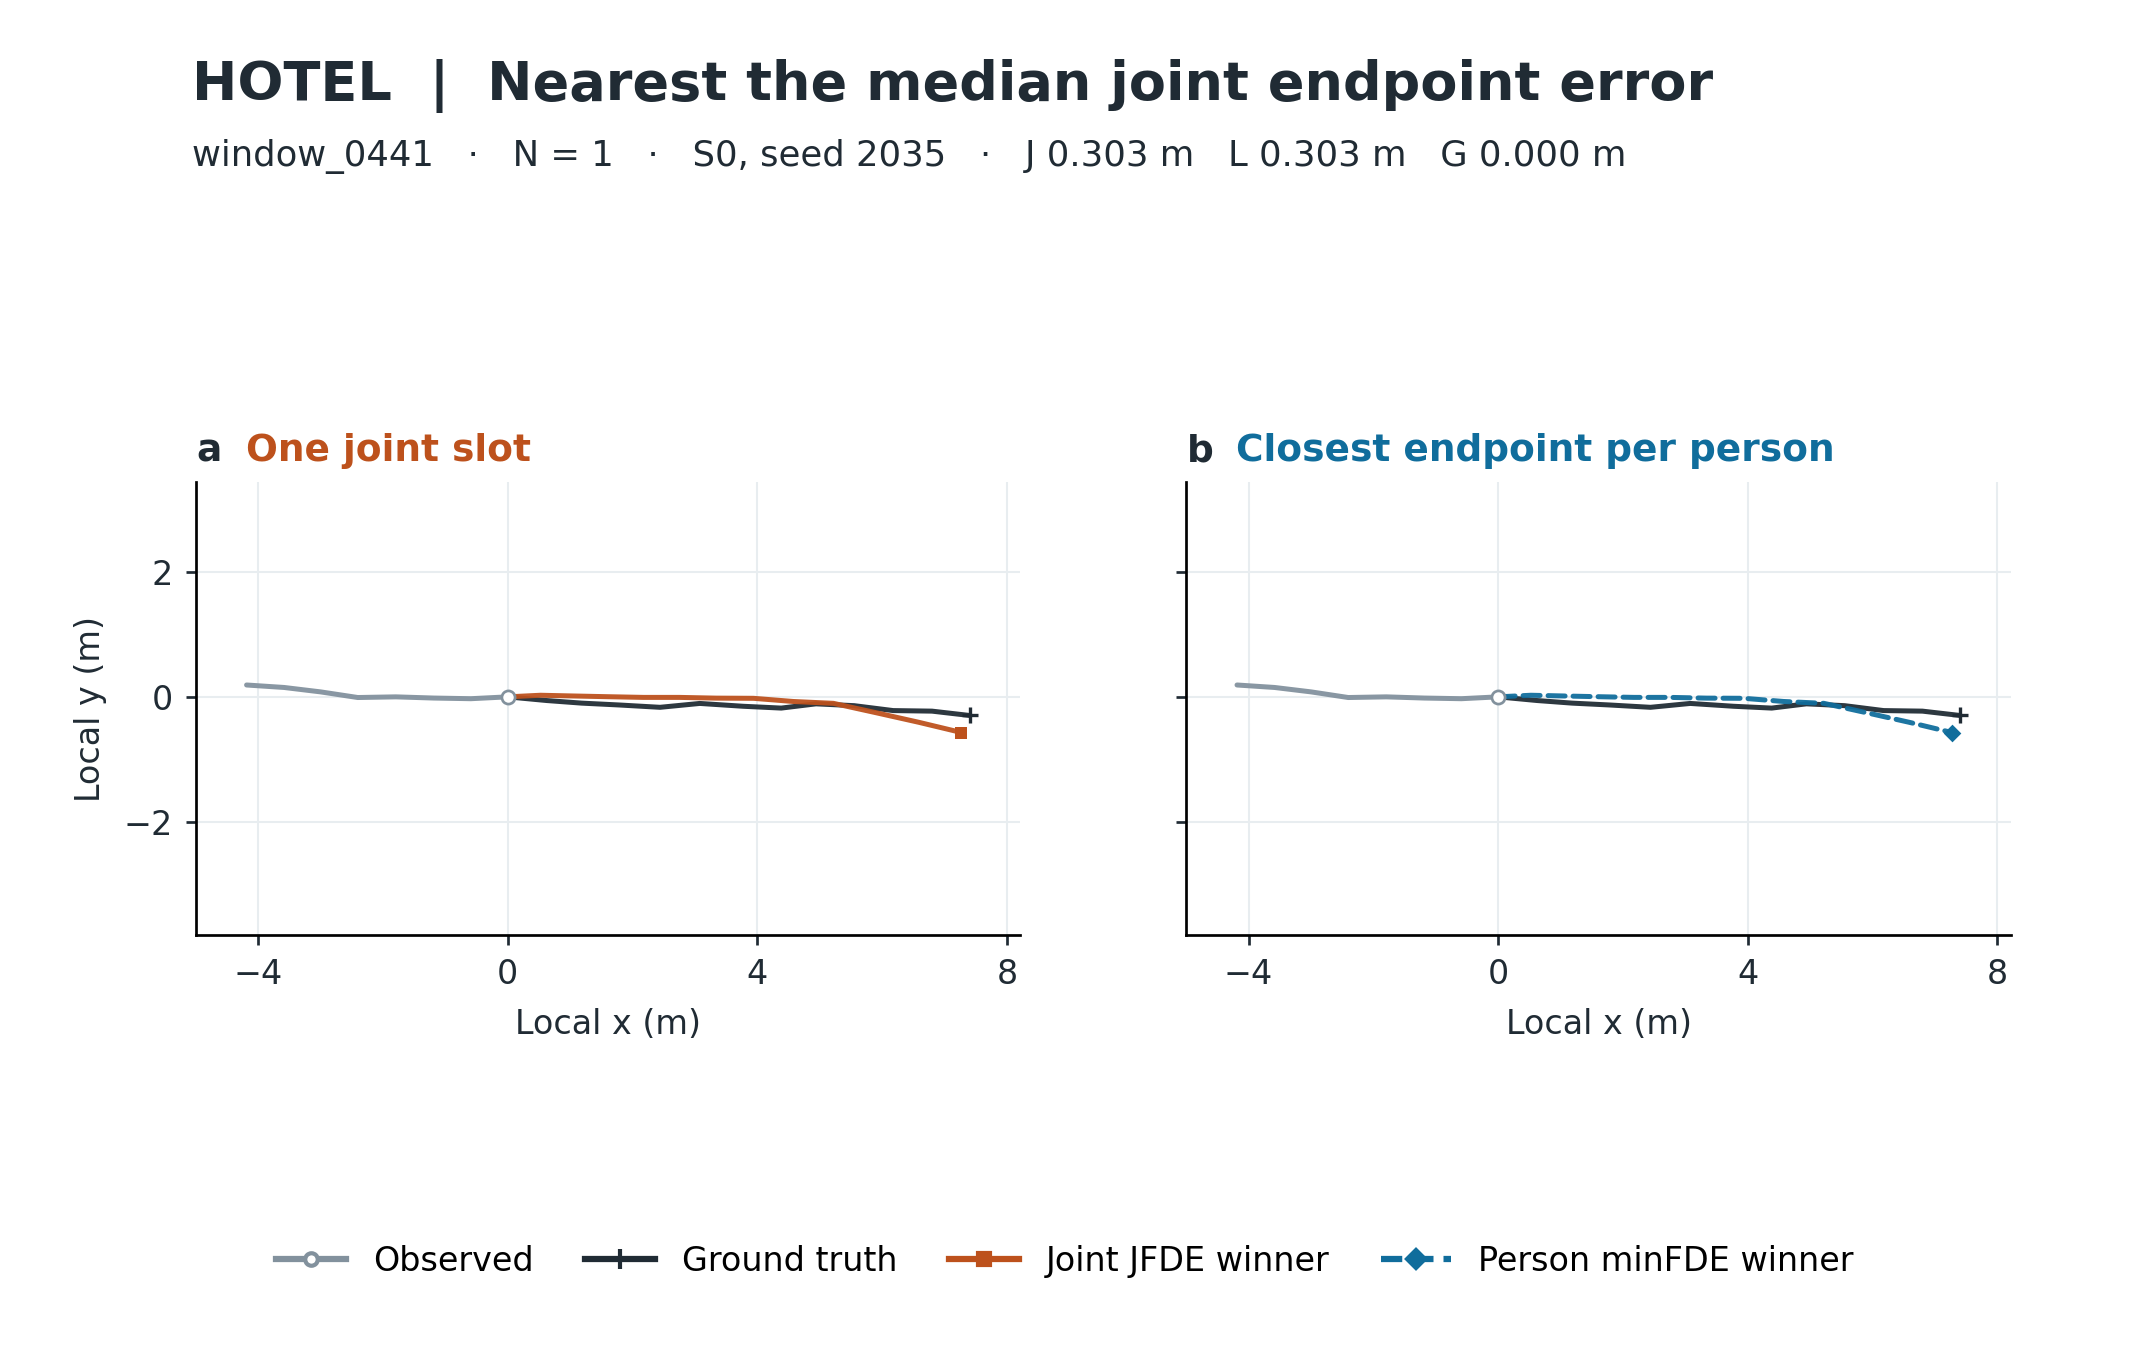 HOTEL | Nearest the median joint endpoint error
window_0441 · N = 1 · S0, seed 2035 · J 0.303 m L 0.303 m G 0.000 m
a One joint slot
2
0
−2
Local y (m)
−4 0 4 8
Local x (m)
b Closest endpoint per person
−4 0 4 8
Local x (m)
Observed Ground truth Joint JFDE winner Person minFDE winner